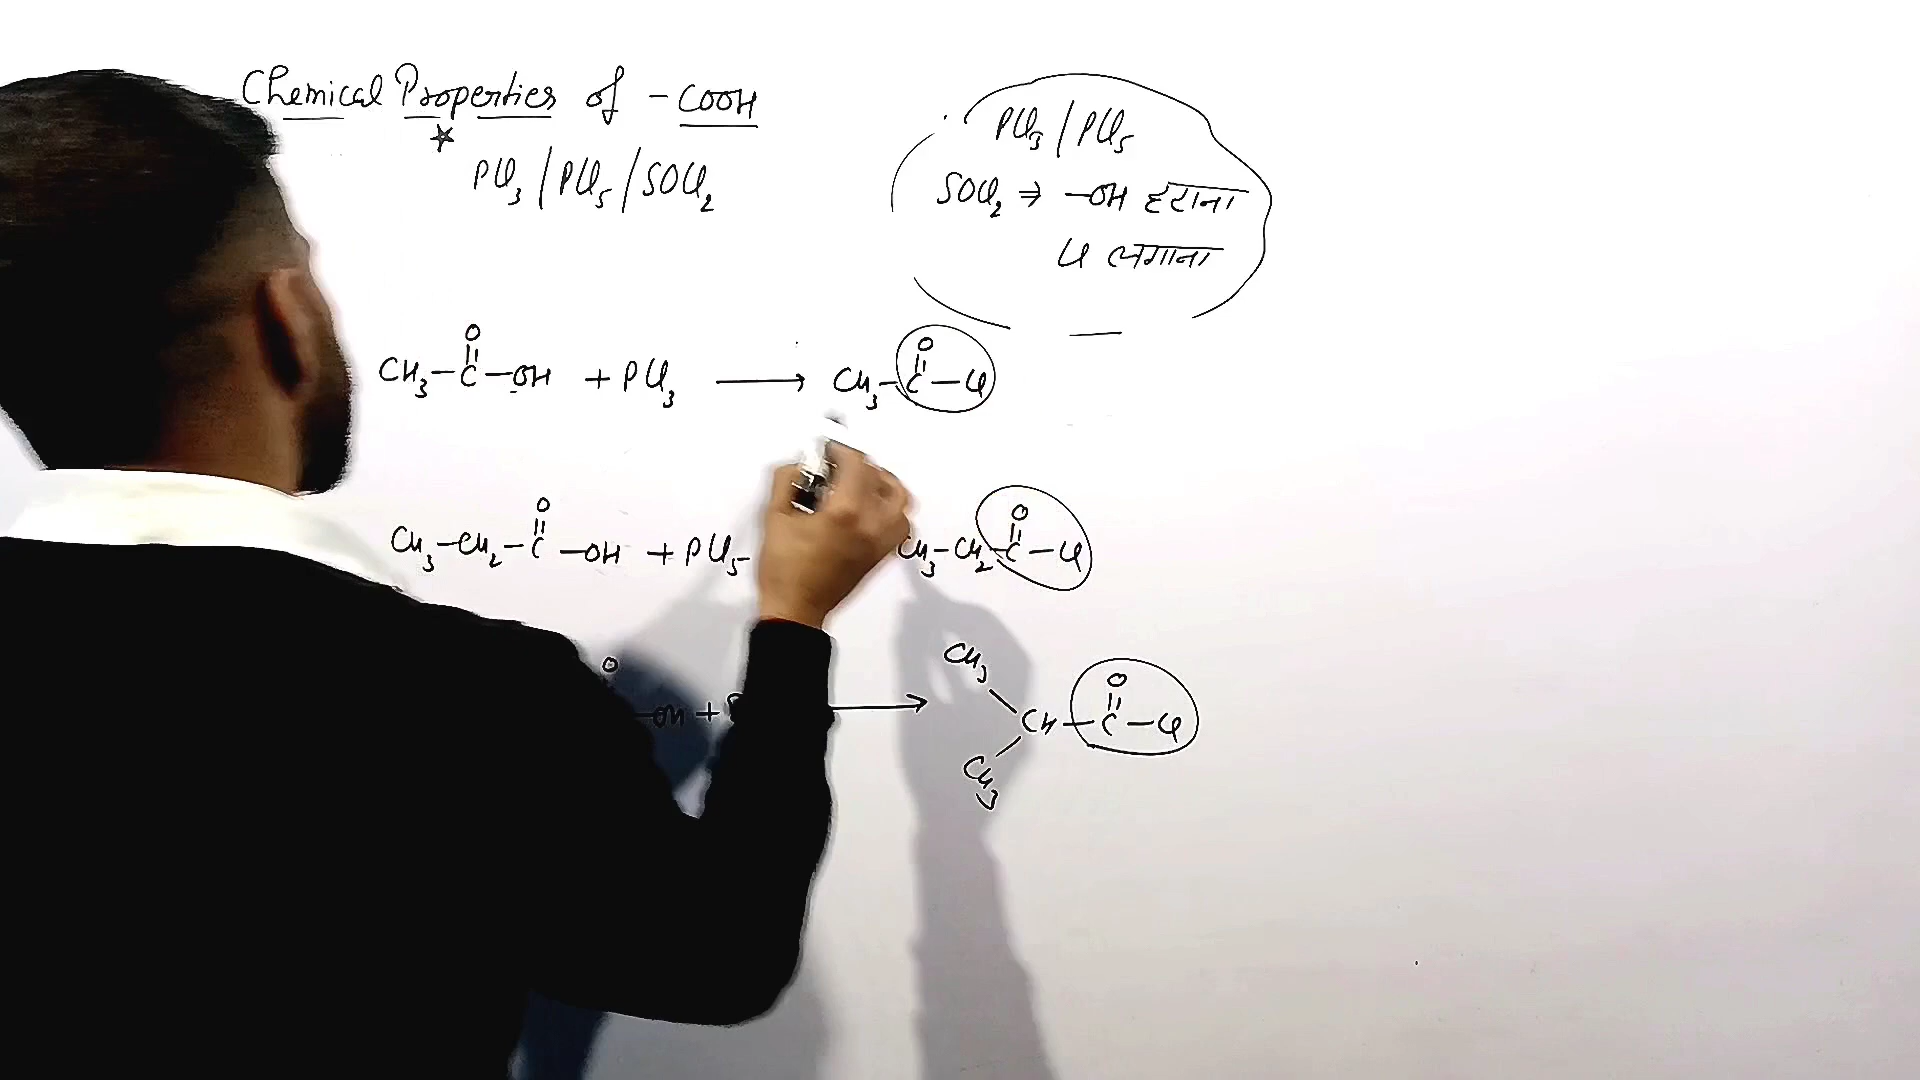 Chemical Properties of -COOH
PCl3 / PCl5 / SOCl2
PCl3 / PCl5
SOCl2 ⇒ -OH हटाना
Cl लगाना
O
CH3-C-OH + PCl3 → CH3-C-Cl
O
O
CH3-CH2-C-OH + PCl5
CH3-CH2-C-Cl
O
O
-OH +
→
CH3
O
CH-C-Cl
CH3